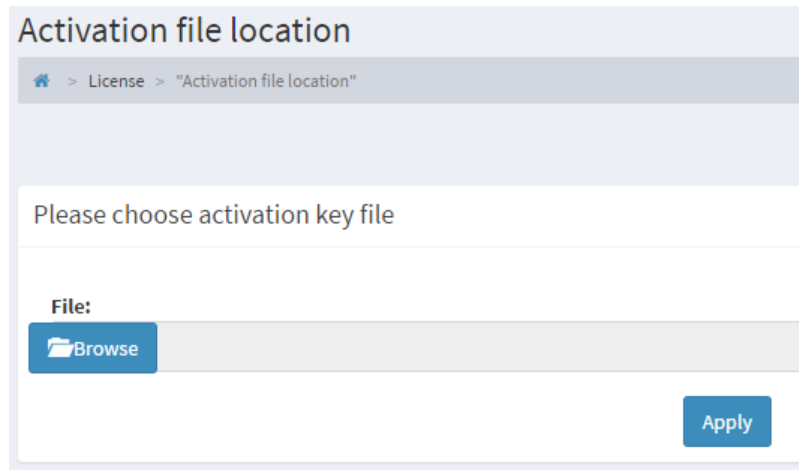 Activation file location
> License > "Activation file location"
Please choose activation key file
File:
Browse
Apply